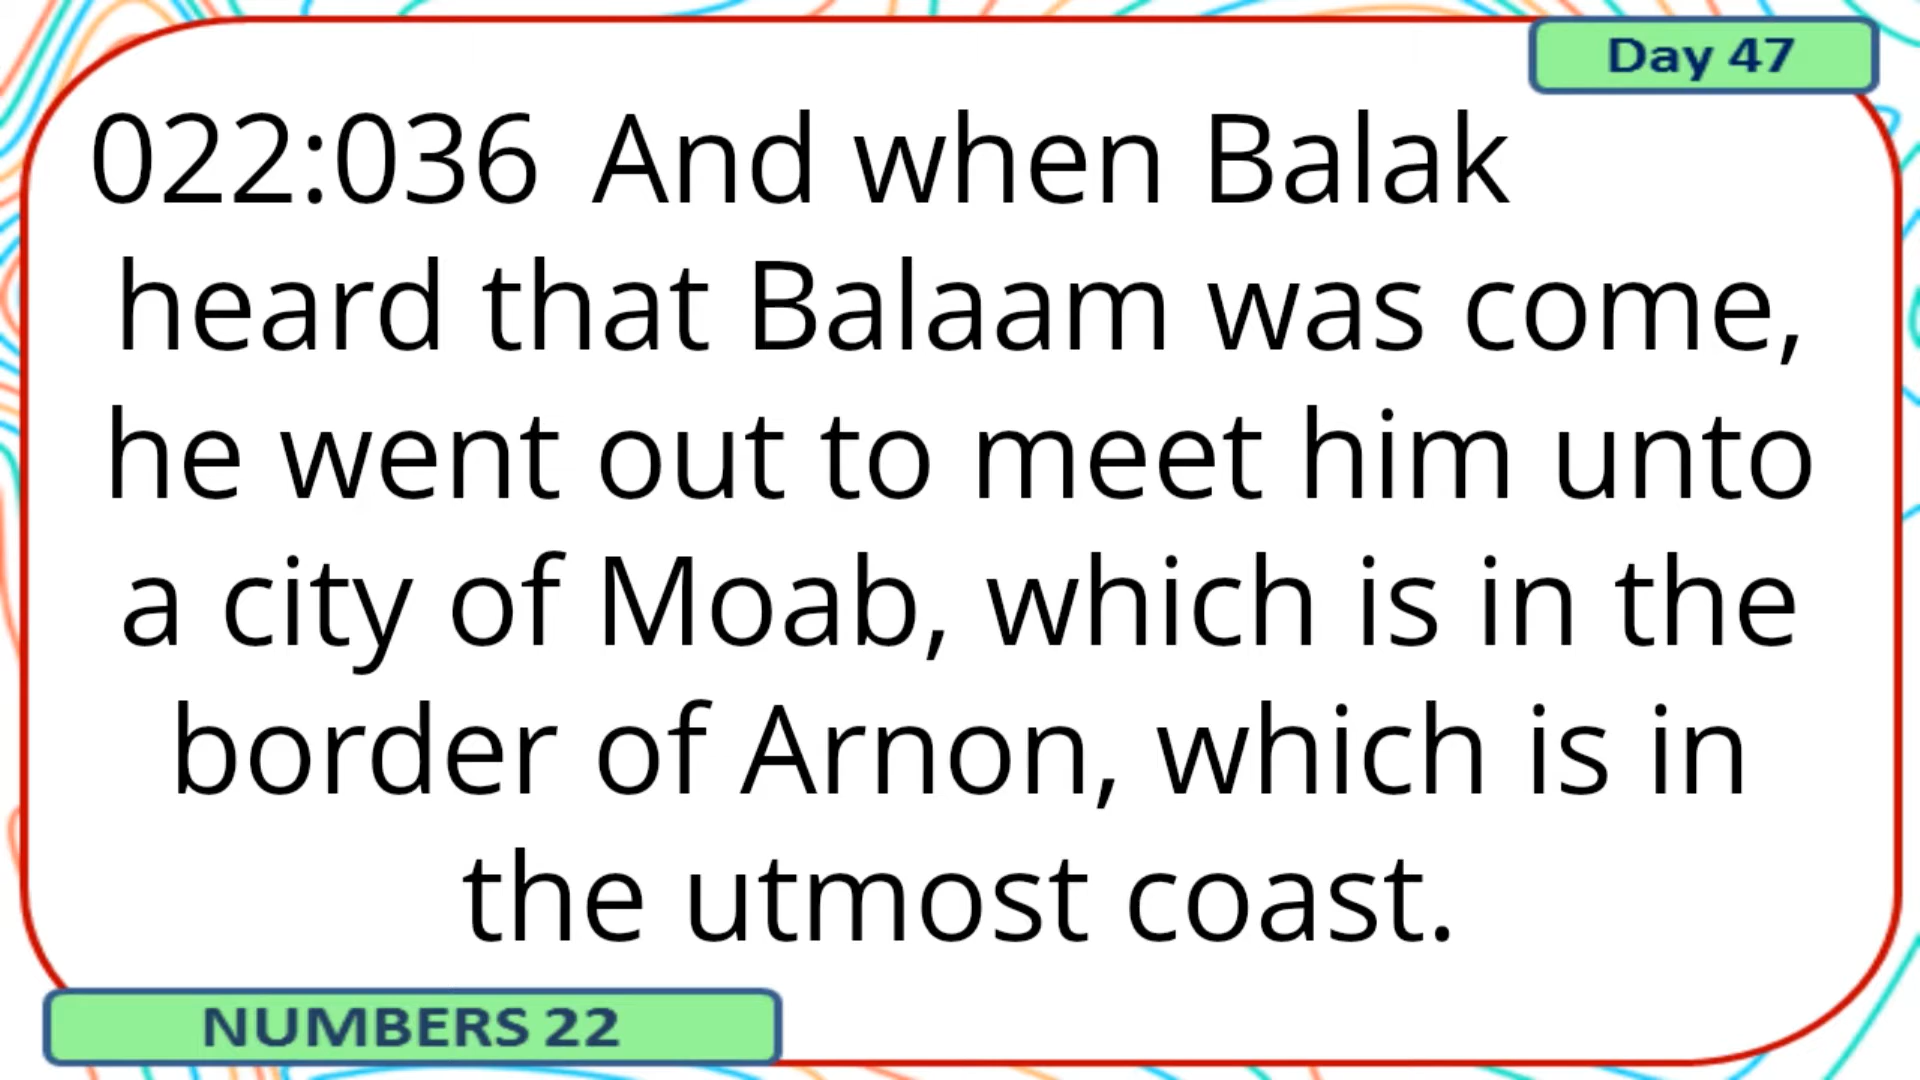 Day 47
022:036 And when Balak
heard that Balaam was come,
he went out to meet him unto
a city of Moab, which is in the
border of Arnon, which is in
the utmost coast.
NUMBERS 22